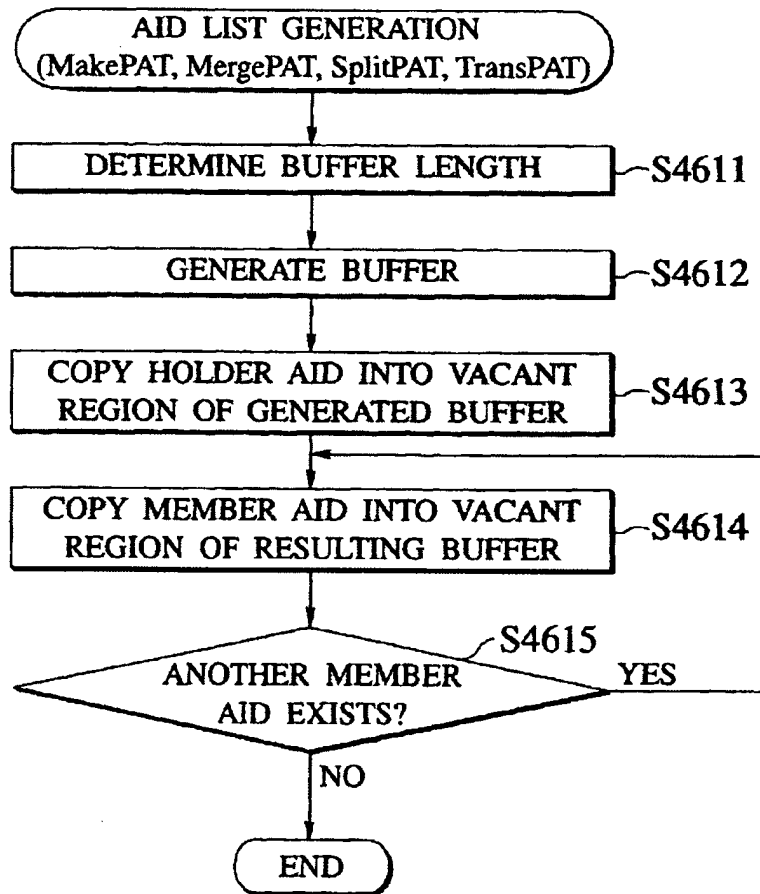 AID LIST GENERATION
(MakePAT, MergePAT, SplitPAT, TransPAT)
DETERMINE BUFFER LENGTH
S4611
GENERATE BUFFER
S4612
COPY HOLDER AID INTO VACANT
REGION OF GENERATED BUFFER
S4613
COPY MEMBER AID INTO VACANT
REGION OF RESULTING BUFFER
S4614
S4615
ANOTHER MEMBER
AID EXISTS?
YES
NO
END